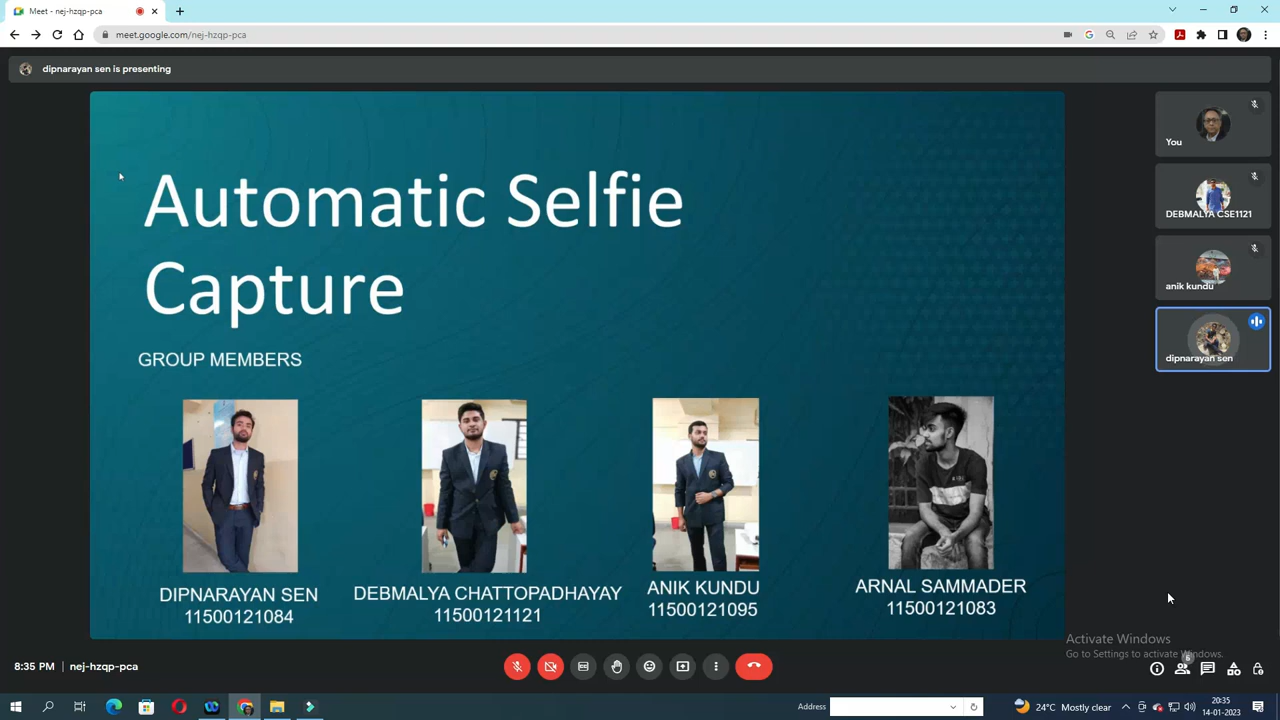 Meet - nej-hzqp-pca
meet.google.com/nej-hzqp-pca
dipnarayan sen is presenting
Automatic Selfie
Capture
GROUP MEMBERS
DIPNARAYAN SEN
11500121084
DEBMALYA CHATTOPADHAYAY
11500121121
ANIK KUNDU
11500121095
ARNAL SAMMADER
11500121083
You
DEBMALYA CSE1121
anik kundu
dipnarayan sen
Activate Windows
Go to Settings to activate Windows.
8:35 PM | nej-hzqp-pca
6
Address
24°C Mostly clear
20:35
14-01-2023